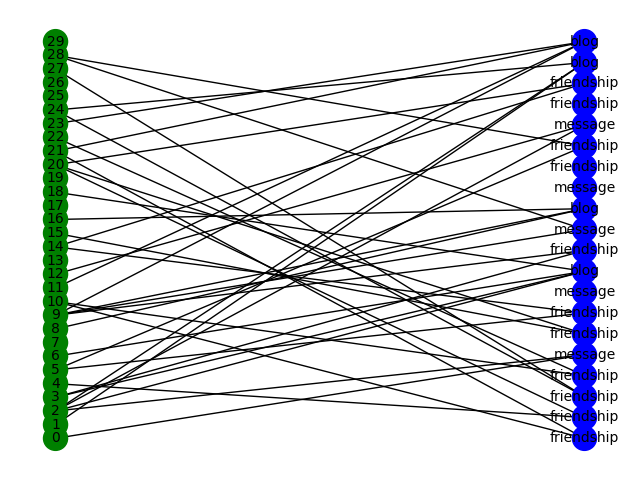 29
28
27
26
25
24
23
22
21
20
19
18
17
16
15
14
13
12
11
10
9
8
7
6
5
4
3
2
1
0
blog
blog
friendship
friendship
message
friendship
friendship
message
blog
message
friendship
blog
message
friendship
friendship
message
friendship
friendship
friendship
friendship